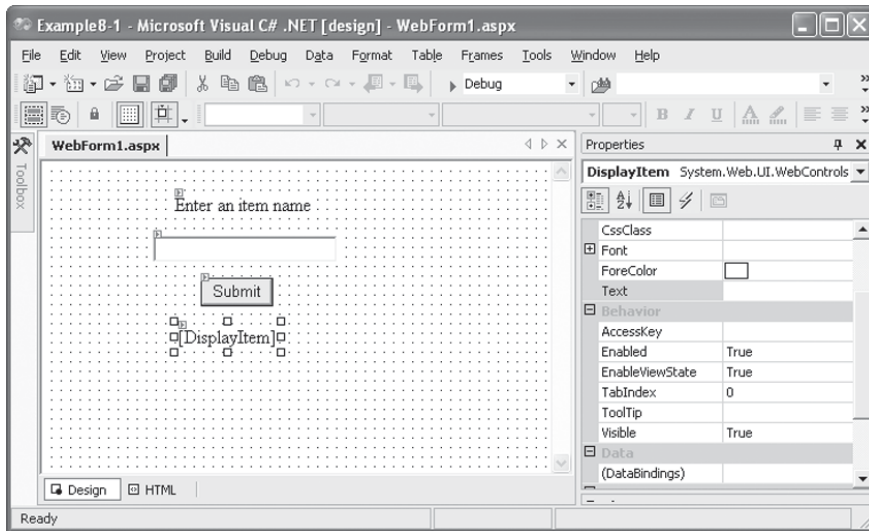 Example8-1 - Microsoft Visual C# .NET [design] - WebForm1.aspx
File Edit View Project Build Debug Data Format Table Frames Tools Window Help
Debug
B I U A
Toolbox
WebForm1.aspx
Enter an item name
Submit
[DisplayItem]
Design HTML
Properties
DisplayItem System.Web.UI.WebControls
CssClass
Font
ForeColor
Text
Behavior
AccessKey
Enabled True
EnableViewState True
TabIndex 0
ToolTip
Visible True
Data
(DataBindings)
Ready